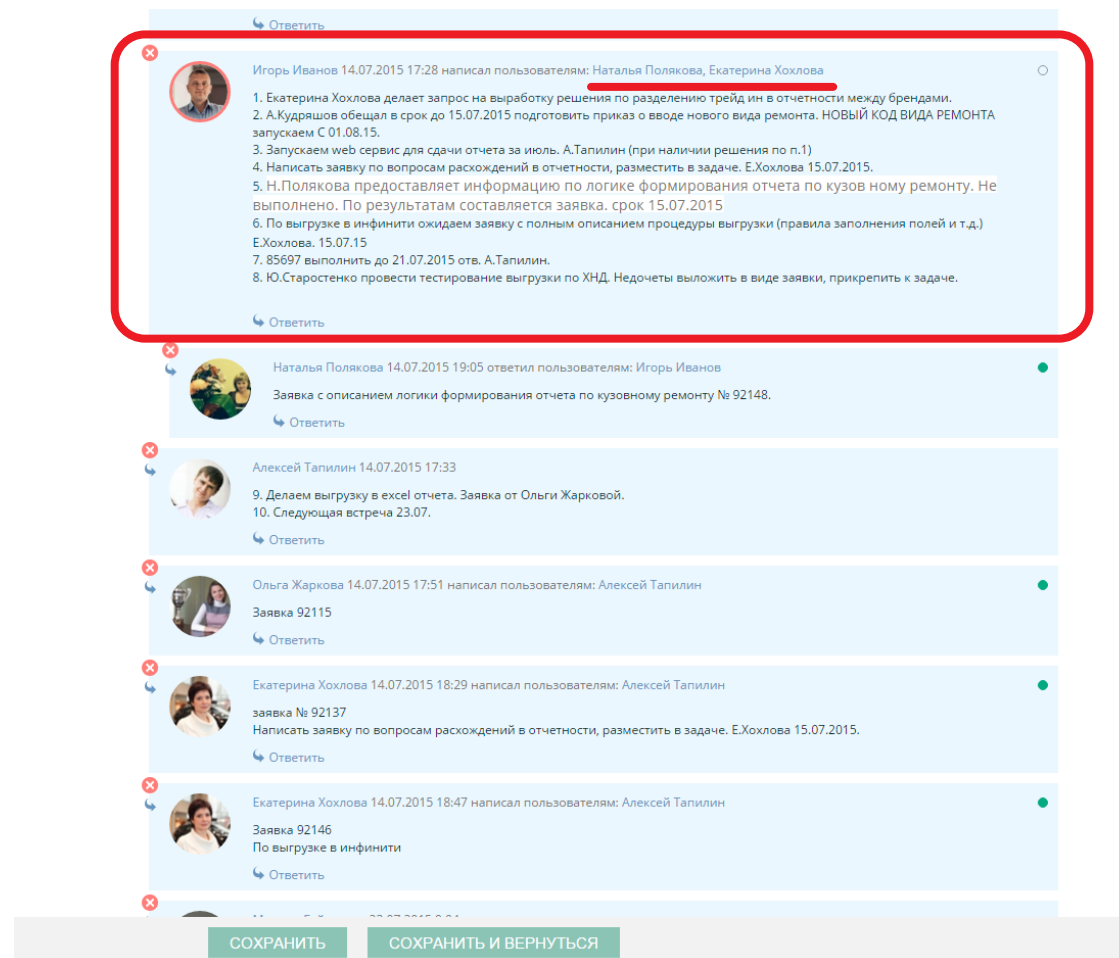 Ответить
Игорь Иванов 14.07.2015 17:28 написал пользователям: Наталья Полякова, Екатерина Хохлова
1. Екатерина Хохлова делает запрос на выработку решения по разделению трейд ин в отчетности между брендами.
2. А.Кудряшов обещал в срок до 15.07.2015 подготовить приказ о вводе нового вида ремонта. НОВЫЙ КОД ВИДА РЕМОНТА
запускаем С 01.08.15.
3. Запускаем web сервис для сдачи отчета за июль. А.Тапилин (при наличии решения по п.1)
4. Написать заявку по вопросам расхождений в отчетности, разместить в задаче. Е.Хохлова 15.07.2015.
5. Н.Полякова предоставляет информацию по логике формирования отчета по кузов ному ремонту. Не
выполнено. По результатам составляется заявка. срок 15.07.2015
6. По выгрузке в инфинити ожидаем заявку с полным описанием процедуры выгрузки (правила заполнения полей и т.д.)
Е.Хохлова. 15.07.15
7. 85697 выполнить до 21.07.2015 отв. А.Тапилин.
8. Ю.Старостенко провести тестирование выгрузки по ХНД. Недочеты выложить в виде заявки, прикрепить к задаче.
Ответить
Наталья Полякова 14.07.2015 19:05 ответил пользователям: Игорь Иванов
Заявка с описанием логики формирования отчета по кузовному ремонту № 92148.
Ответить
Алексей Тапилин 14.07.2015 17:33
9. Делаем выгрузку в excel отчета. Заявка от Ольги Жарковой.
10. Следующая встреча 23.07.
Ответить
Ольга Жаркова 14.07.2015 17:51 написал пользователям: Алексей Тапилин
Заявка 92115
Ответить
Екатерина Хохлова 14.07.2015 18:29 написал пользователям: Алексей Тапилин
заявка № 92137
Написать заявку по вопросам расхождений в отчетности, разместить в задаче. Е.Хохлова 15.07.2015.
Ответить
Екатерина Хохлова 14.07.2015 18:47 написал пользователям: Алексей Тапилин
Заявка 92146
По выгрузке в инфинити
Ответить
СОХРАНИТЬ
СОХРАНИТЬ И ВЕРНУТЬСЯ